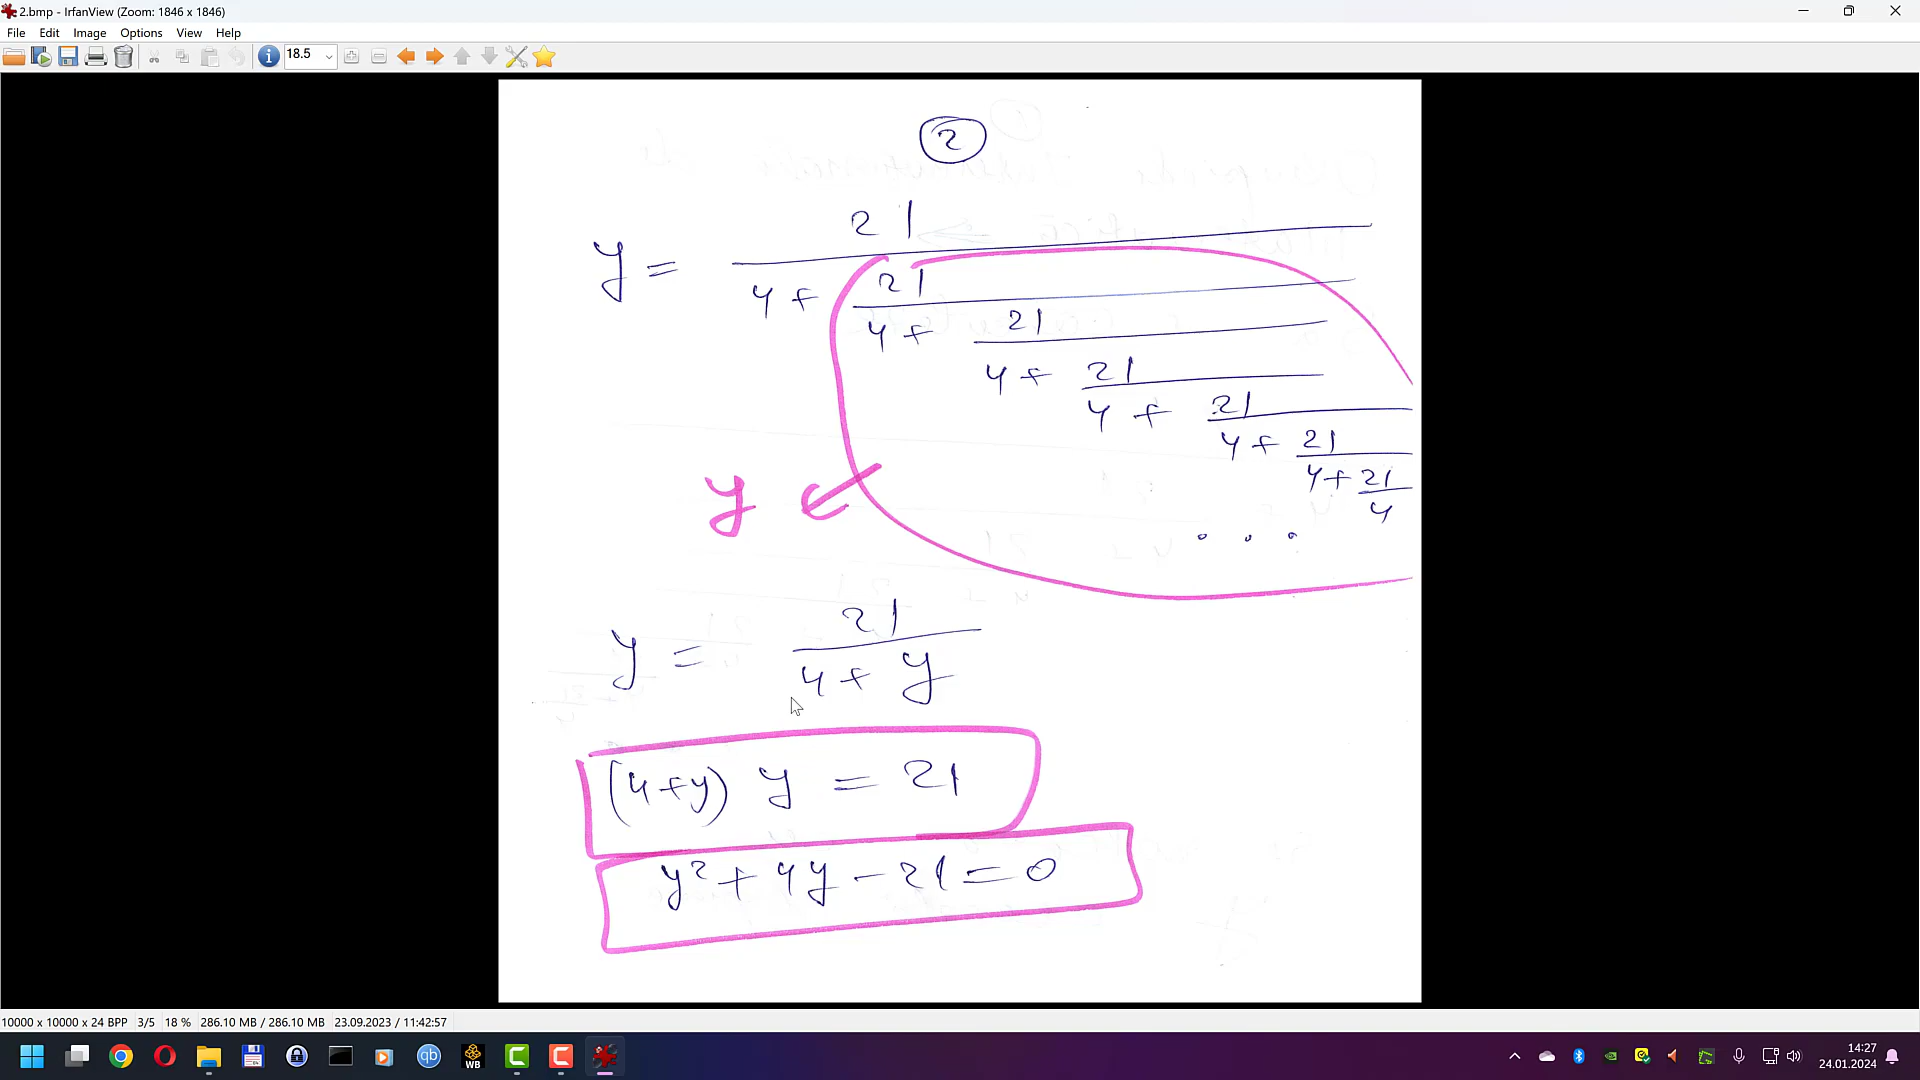 2.bmp - IrfanView (Zoom: 1846 x 1846)
File Edit Image Options View Help
18.5
2
y = 21
4 + 21
4 + 21
4 + 21
4 + 21
4 + 21
4 + 21
4
y
. . .
y = 21
4 + y
(4+y) y = 21
y² + 4y - 21 = 0
10000 x 10000 x 24 BPP 3/5 18 % 286.10 MB / 286.10 MB 23.09.2023 / 11:42:57
qb
WB
14:27
24.01.2024